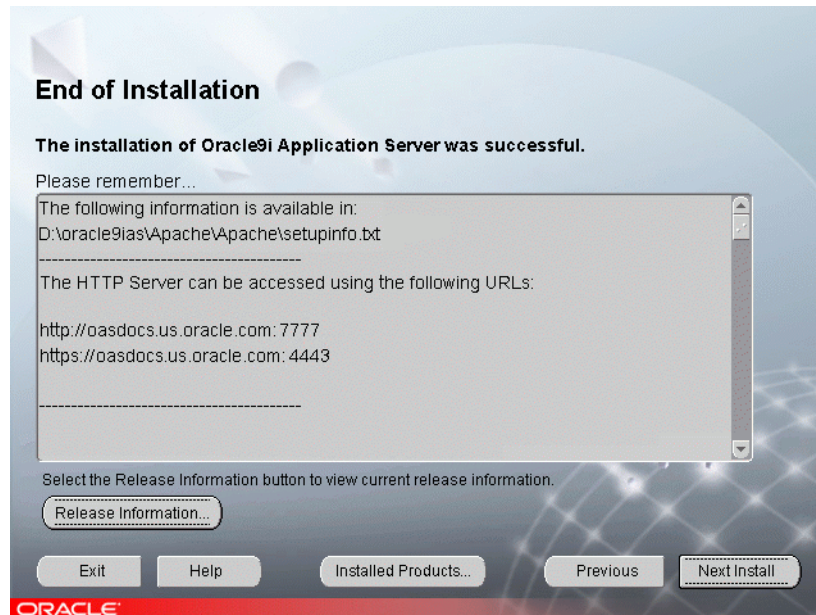 End of Installation
The installation of Oracle9i Application Server was successful.
Please remember...
The following information is available in:
D:\oracle9ias\Apache\Apache\setupinfo.txt
----------------------------------------
The HTTP Server can be accessed using the following URLs:
http://oasdocs.us.oracle.com:7777
https://oasdocs.us.oracle.com:4443
----------------------------------------
Select the Release Information button to view current release information.
Release Information...
Exit Help Installed Products... Previous Next Install
ORACLE